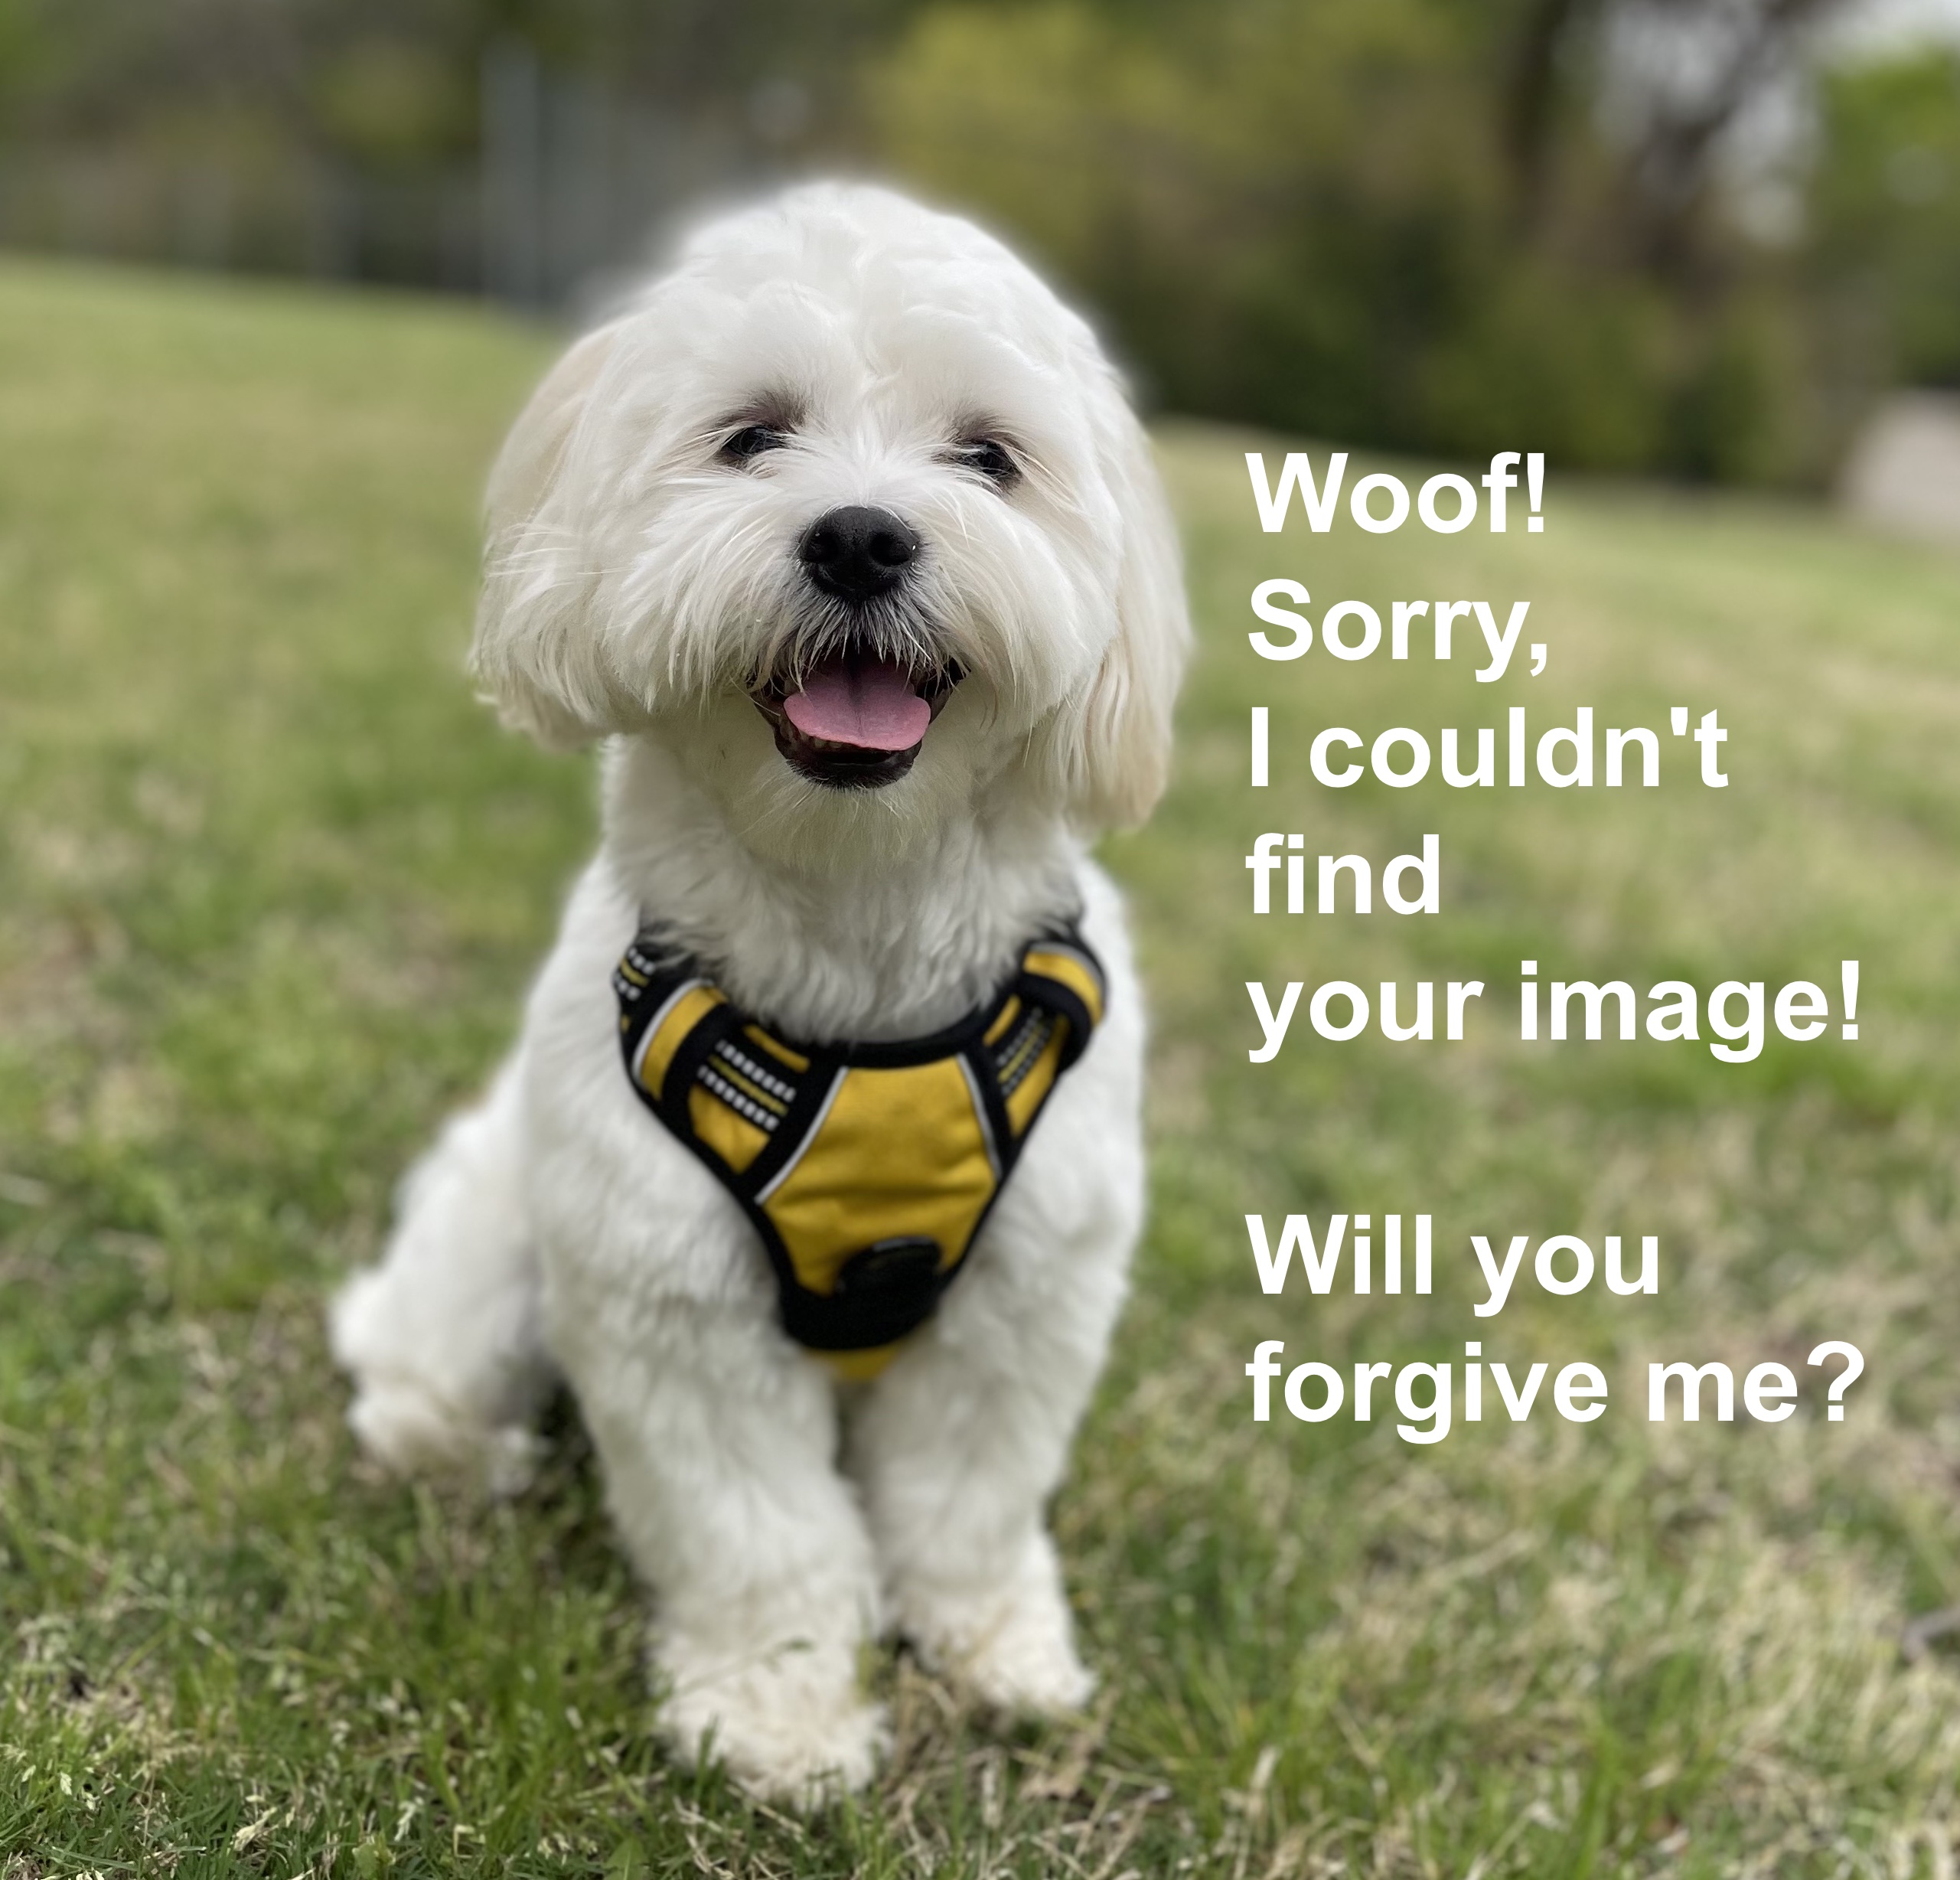 Woof!
Sorry,
I couldn't
find
your image!
Will you
forgive me?